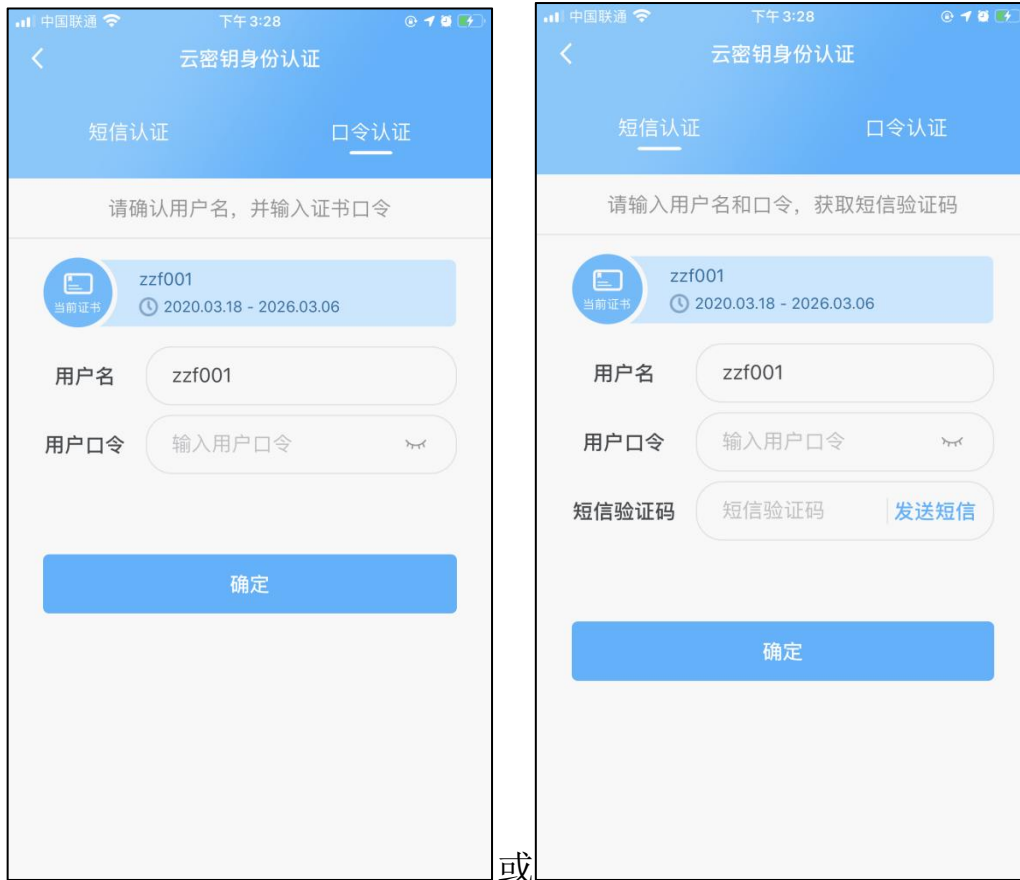 中国联通 下午3:28
云密钥身份认证
短信认证 口令认证
请确认用户名，并输入证书口令
当前证书
zzf001
2020.03.18 - 2026.03.06
用户名 zzf001
用户口令 输入用户口令
确定
或
中国联通 下午3:28
云密钥身份认证
短信认证 口令认证
请输入用户名和口令，获取短信验证码
当前证书
zzf001
2020.03.18 - 2026.03.06
用户名 zzf001
用户口令 输入用户口令
短信验证码 短信验证码 发送短信
确定